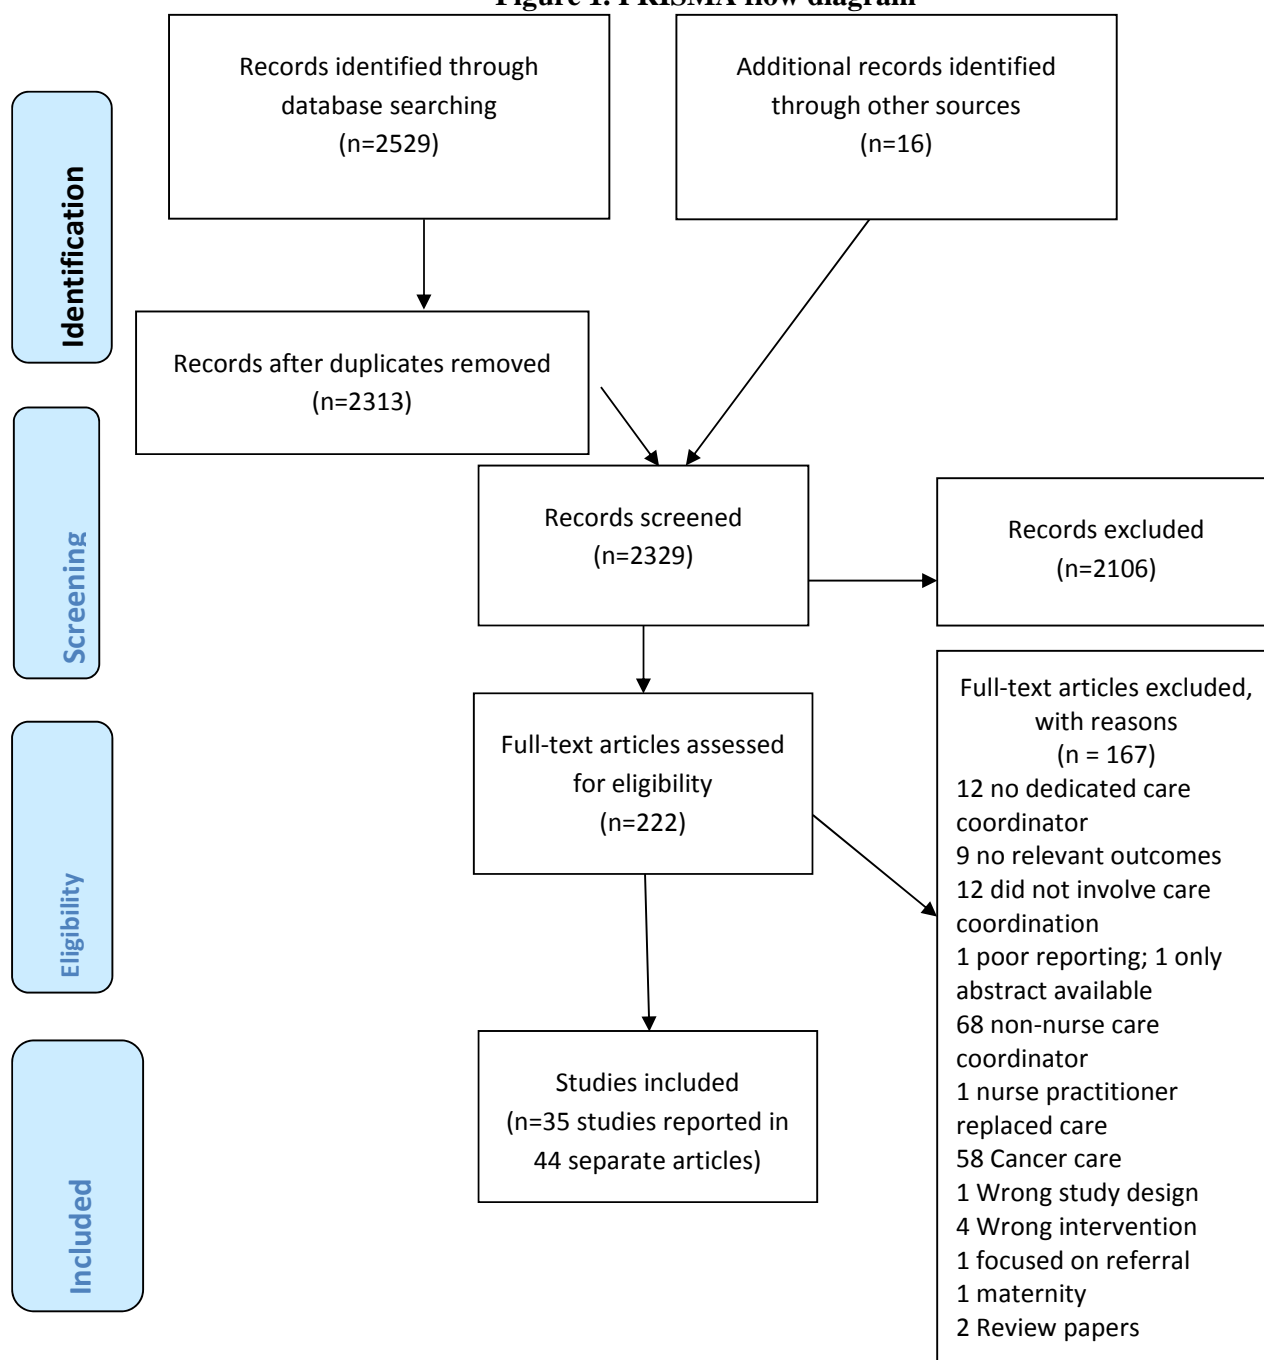 Figure 1: PRISMA flow diagram
Records identified through
database searching
(n=2529)
Additional records identified
through other sources
(n=16)
Identification
Records after duplicates removed
(n=2313)
Screening
Records screened
(n=2329)
Records excluded
(n=2106)
Eligibility
Full-text articles assessed
for eligibility
(n=222)
Full-text articles excluded,
with reasons
(n = 167)
12 no dedicated care
coordinator
9 no relevant outcomes
12 did not involve care
coordination
1 poor reporting; 1 only
abstract available
68 non-nurse care
coordinator
1 nurse practitioner
replaced care
58 Cancer care
1 Wrong study design
4 Wrong intervention
1 focused on referral
1 maternity
2 Review papers
Included
Studies included
(n=35 studies reported in
44 separate articles)